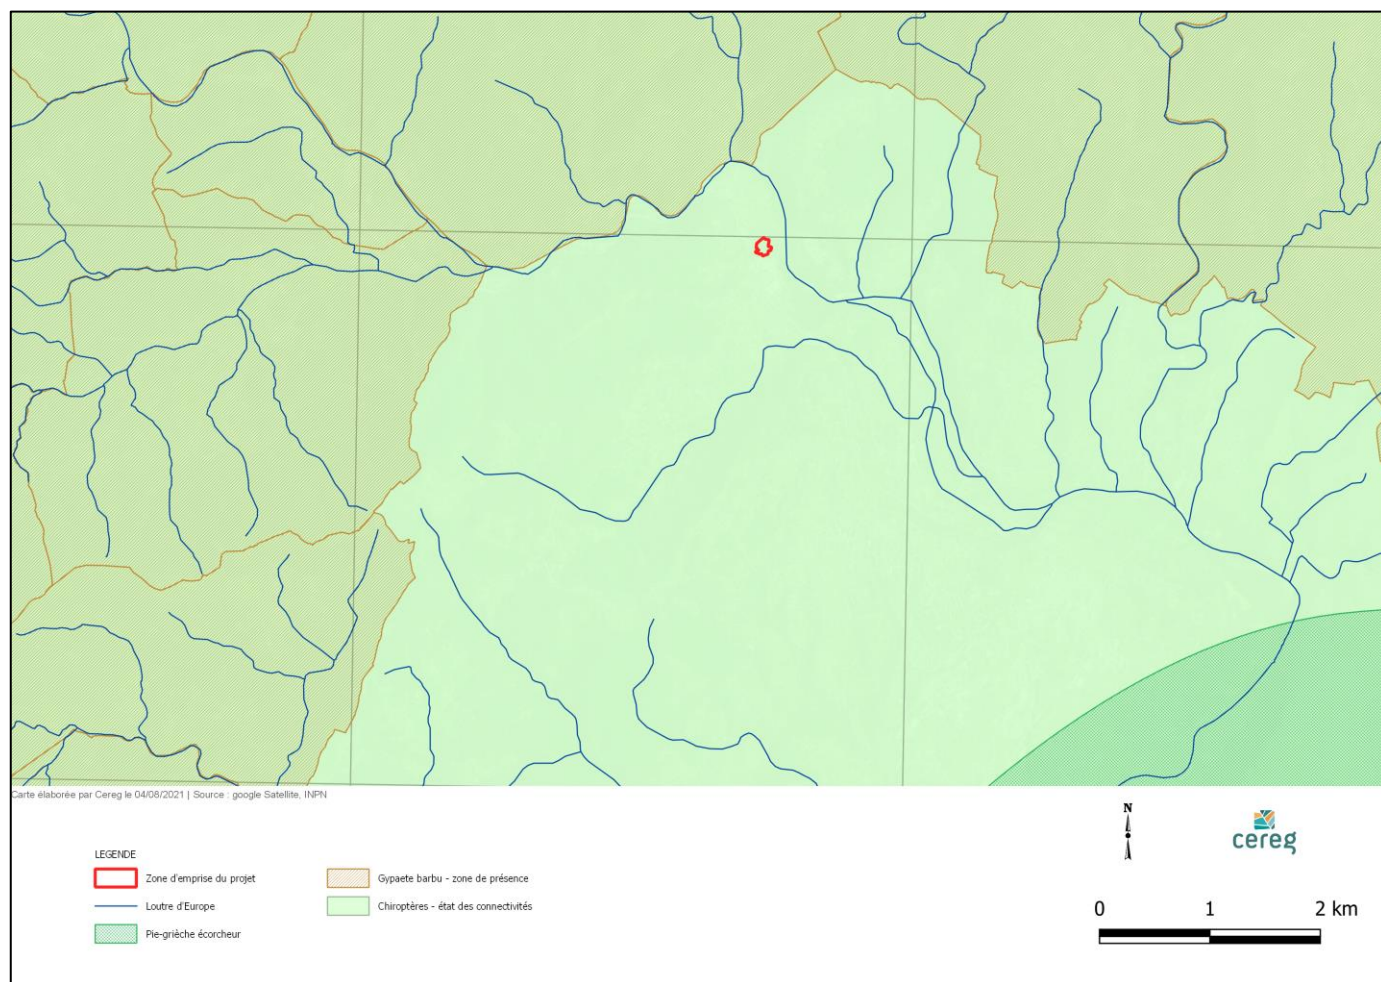 Carte élaborée par Cereg le 04/08/2021 | Source : google Satellite, INPN
N
cereg
LEGENDE
Zone d'emprise du projet
Gypaete barbu - zone de présence
Loutre d'Europe
Chiroptères - état des connectivités
Pie-grièche écorcheur
0 1 2 km